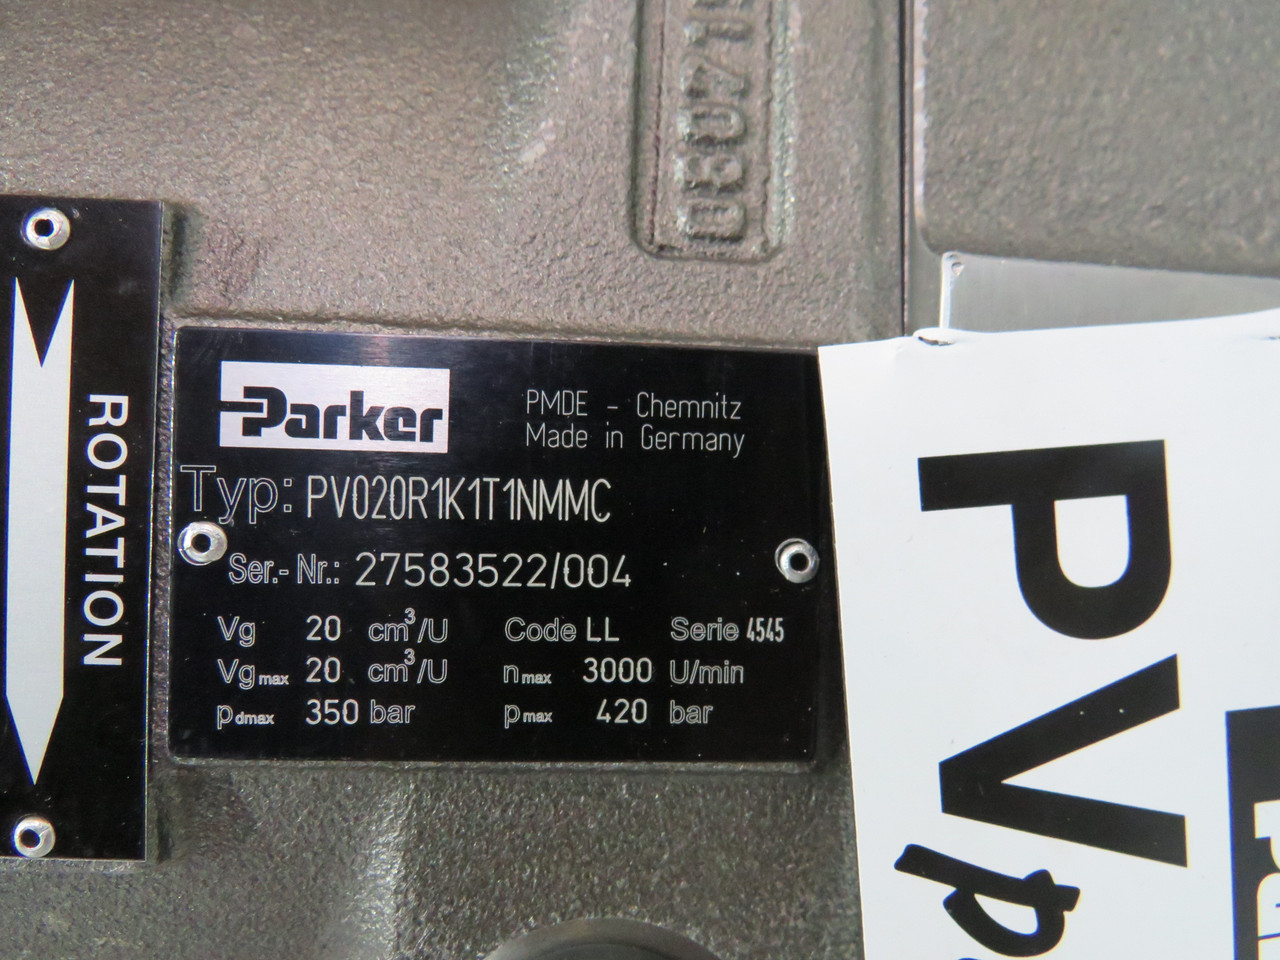 ROTATION
Parker
PMDE - Chemnitz
Made in Germany
Typ: PV020R1K1T1NMMC
Ser.- Nr.: 27583522/004
Vg 20 cm³/U Code LL Serie 4545
Vgmax 20 cm³/U nmax 3000 U/min
pdmax 350 bar pmax 420 bar
PV